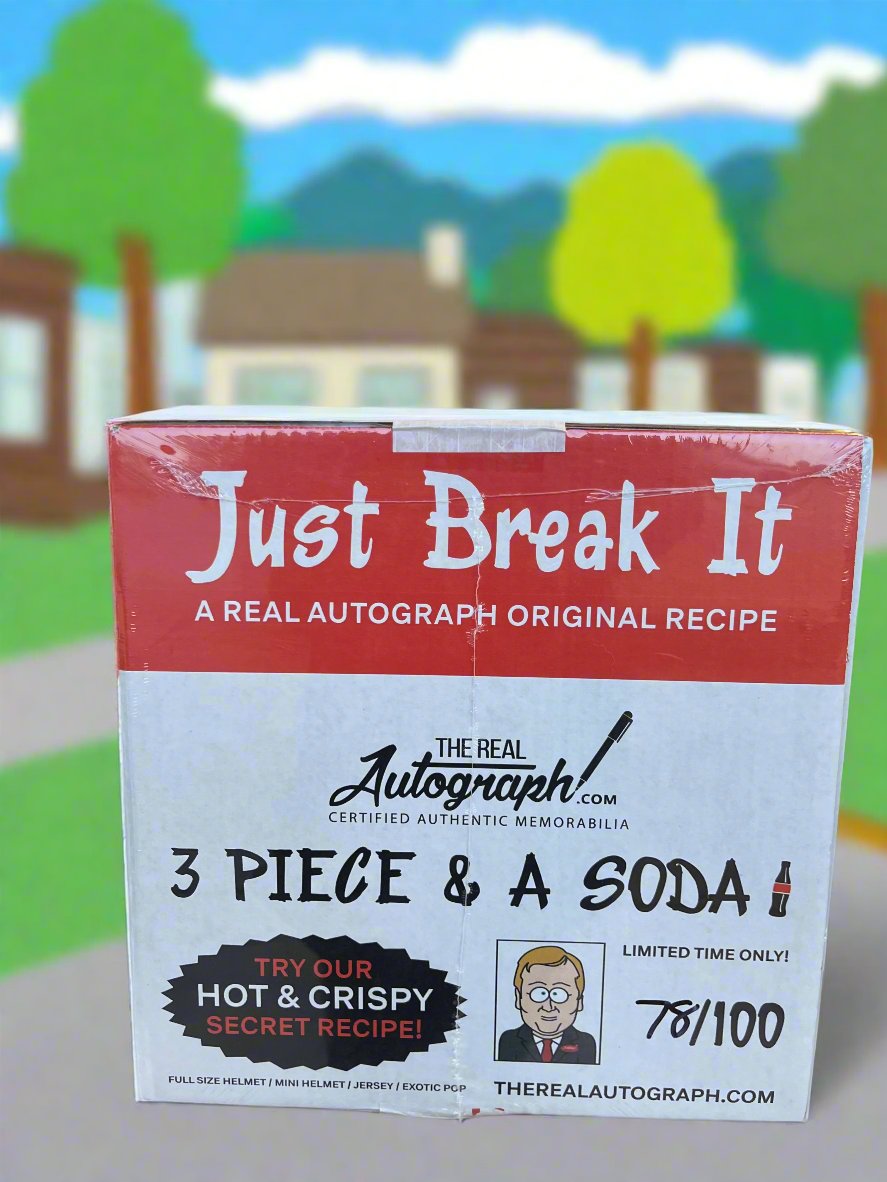 Just Break It
A REAL AUTOGRAPH ORIGINAL RECIPE
THE REAL
Autograph.COM
CERTIFIED AUTHENTIC MEMORABILIA
3 PIECE & A SODA
TRY OUR
HOT & CRISPY
SECRET RECIPE!
LIMITED TIME ONLY!
78/100
FULL SIZE HELMET / MINI HELMET / JERSEY / EXOTIC POP
THEREALAUTOGRAPH.COM